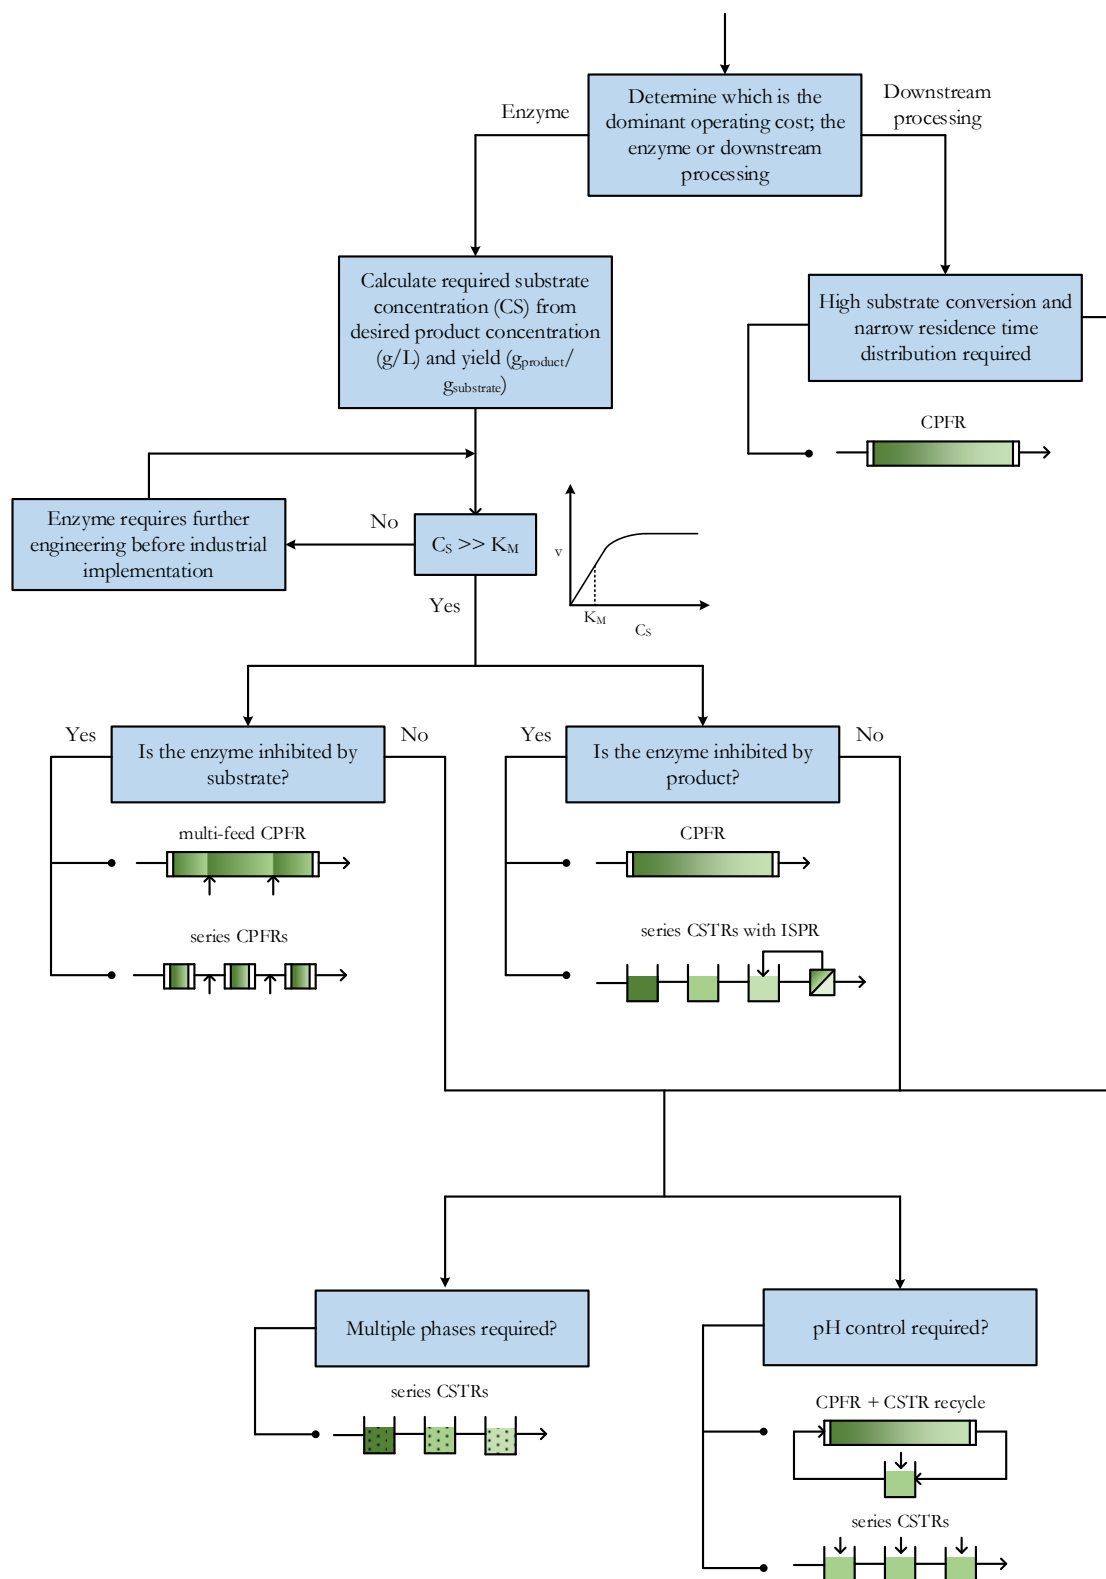 Enzyme
Determine which is the
dominant operating cost; the
enzyme or downstream
processing
Downstream
processing
Calculate required substrate
concentration (CS) from
desired product concentration
(g/L) and yield (gproduct/
gsubstrate)
High substrate conversion and
narrow residence time
distribution required
CPFR
Enzyme requires further
engineering before industrial
implementation
No
CS >> KM
Yes
v
KM
CS
Yes
Is the enzyme inhibited by
substrate?
No
Yes
Is the enzyme inhibited by
product?
No
multi-feed CPFR
series CPFRs
CPFR
series CSTRs with ISPR
Multiple phases required?
series CSTRs
pH control required?
CPFR + CSTR recycle
series CSTRs